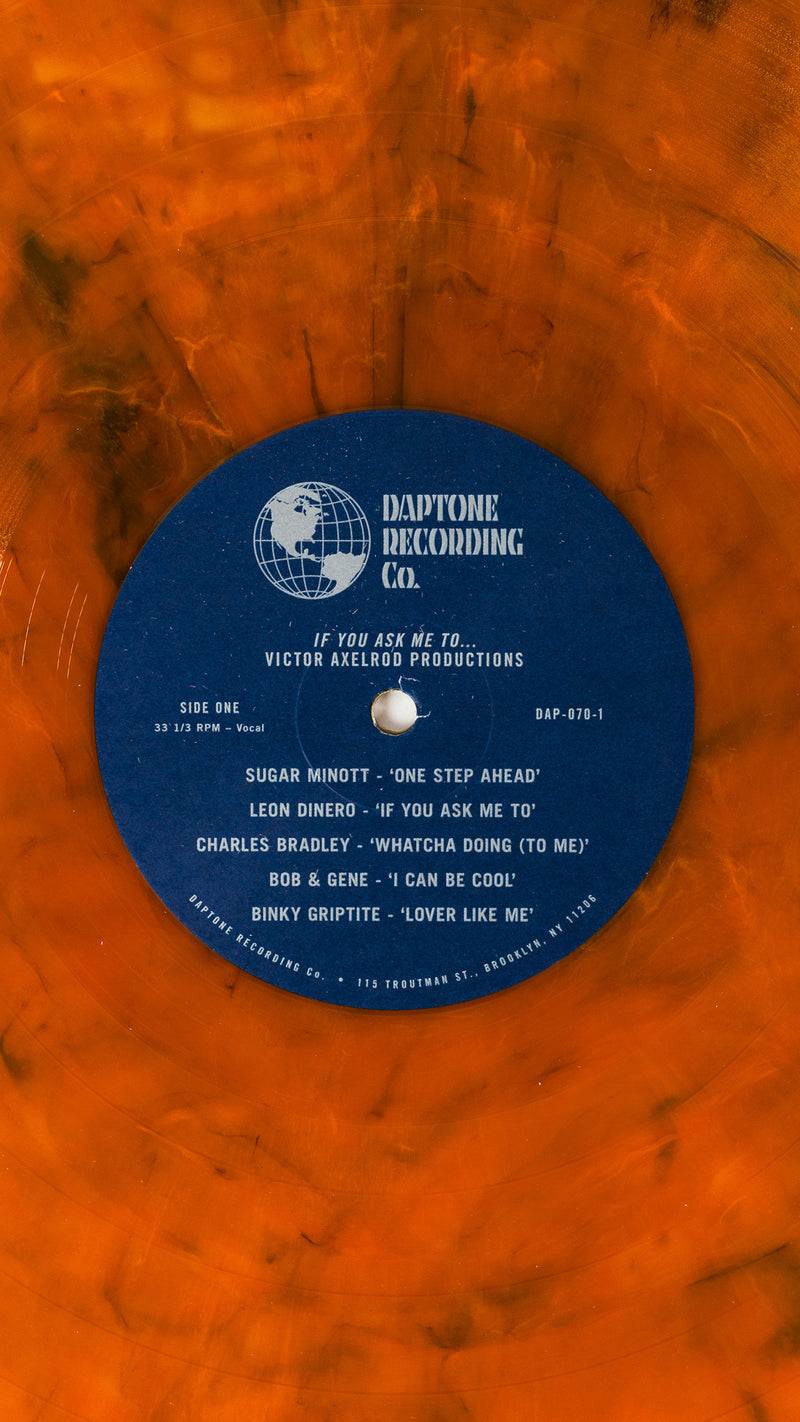 DAPTONE
RECORDING
Co.
IF YOU ASK ME TO...
VICTOR AXELROD PRODUCTIONS
SIDE ONE
33 1/3 RPM – Vocal
DAP-070-1
SUGAR MINOTT - ‘ONE STEP AHEAD’
LEON DINERO - ‘IF YOU ASK ME TO’
CHARLES BRADLEY - ‘WHATCHA DOING (TO ME)’
BOB & GENE - ‘I CAN BE COOL’
BINKY GRIPTITE - ‘LOVER LIKE ME’
DAPTONE RECORDING Co. • 115 TROUTMAN ST., BROOKLYN, NY 11206